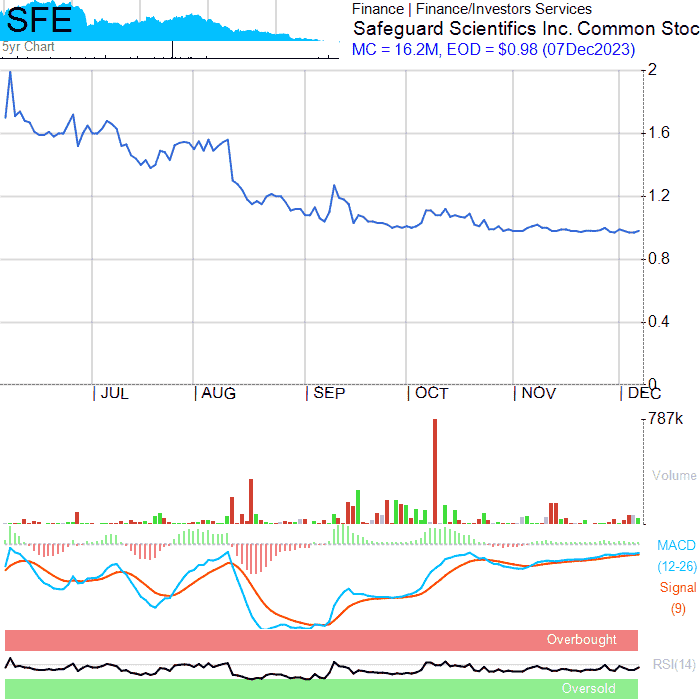 SFE
5yr Chart
Finance | Finance/Investors Services
Safeguard Scientifics Inc. Common Stoc
MC = 16.2M, EOD = $0.98 (07Dec2023)
2
1.6
1.2
0.8
0.4
0
JUL
AUG
SEP
OCT
NOV
DEC
787k
Volume
MACD
(12-26)
Signal
(9)
Overbought
RSI(14)
Oversold